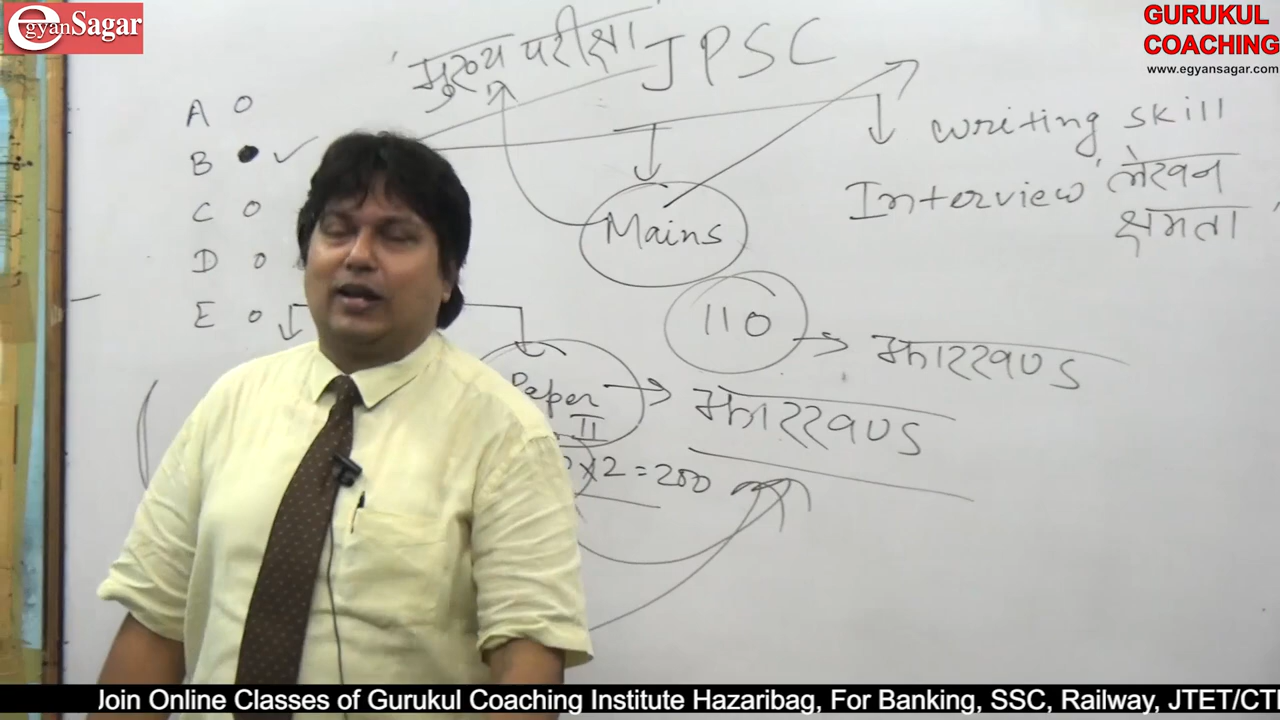 egyanSagar
GURUKUL
COACHING
www.egyansagar.com
मुख्य परीक्षा
JPSC
A
B
C
D
E
Writing skill
Interview
लेखन
क्षमता
Mains
110
झारखण्ड
Paper
II
झारखण्ड
×2=200
Join Online Classes of Gurukul Coaching Institute Hazaribag, For Banking, SSC, Railway, JTET/CT